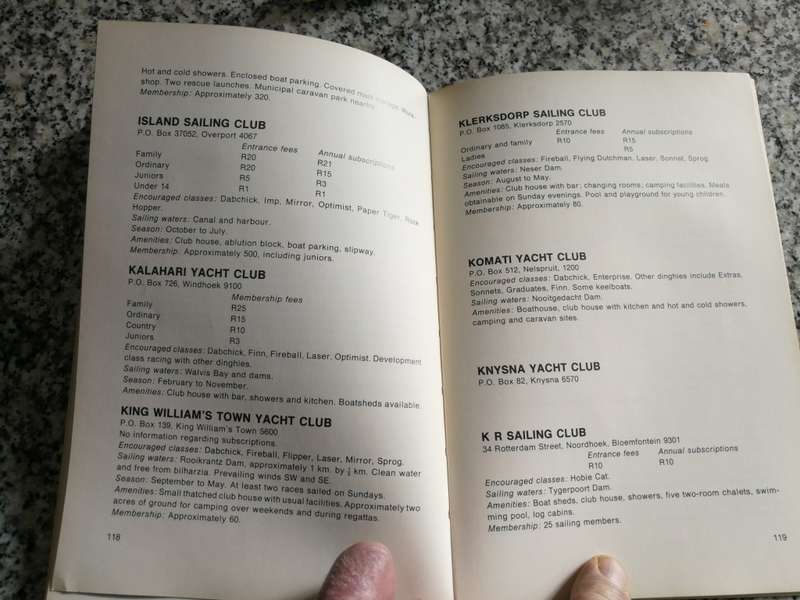 Hot and cold showers. Enclosed boat parking. Covered mast storage. Work-
shop. Two rescue launches. Municipal caravan park nearby.
Membership: Approximately 320.
ISLAND SAILING CLUB
P.O. Box 37052, Overport 4067
Entrance fees Annual subscriptions
Family R20 R21
Ordinary R20 R15
Juniors R5 R3
Under 14 R1 R1
Encouraged classes: Dabchick, Imp. Mirror, Optimist, Paper Tiger, Rock
Hopper.
Sailing waters: Canal and harbour.
Season: October to July.
Amenities: Club house, ablution block, boat parking, slipway.
Membership: Approximately 500, including juniors.
KALAHARI YACHT CLUB
P.O. Box 726, Windhoek 9100
Membership fees
Family R25
Ordinary R15
Country R10
Juniors R3
Encouraged classes: Dabchick, Finn, Fireball, Laser, Optimist. Development
class racing with other dinghies.
Sailing waters: Walvis Bay and dams.
Season: February to November.
Amenities: Club house with bar, showers and kitchen. Boatsheds available.
KING WILLIAM'S TOWN YACHT CLUB
P.O. Box 139, King William's Town 5600
No information regarding subscriptions.
Encouraged classes: Dabchick, Fireball, Flipper, Laser, Mirror, Sprog.
Sailing waters: Rooikrantz Dam, approximately 1 km. by ¾ km. Clean water
and free from bilharzia. Prevailing winds SW and SE.
Season: September to May. At least two races sailed on Sundays.
Amenities: Small thatched club house with usual facilities. Approximately two
acres of ground for camping over weekends and during regattas.
Membership: Approximately 60.
118
KLERKSDORP SAILING CLUB
P.O. Box 1085, Klerksdorp 2570
Entrance fees Annual subscriptions
Ordinary and family R10 R15
Ladies R5
Encouraged classes: Fireball, Flying Dutchman, Laser, Sonnet, Sprog.
Sailing waters: Neser Dam.
Season: August to May.
Amenities: Club house with bar; changing rooms; camping facilities. Meals
obtainable on Sunday evenings. Pool and playground for young children.
Membership: Approximately 80.
KOMATI YACHT CLUB
P.O. Box 512, Nelspruit, 1200
Encouraged classes: Dabchick, Enterprise. Other dinghies include Extras,
Sonnets, Graduates, Finn. Some keelboats.
Sailing waters: Nooitgedacht Dam.
Amenities: Boathouse, club house with kitchen and hot and cold showers,
camping and caravan sites.
KNYSNA YACHT CLUB
P.O. Box 82, Knysna 6570
K R SAILING CLUB
34 Rotterdam Street, Noordhoek, Bloemfontein 9301
Entrance fees Annual subscriptions
R10 R10
Encouraged classes: Hobie Cat.
Sailing waters: Tygerpoort Dam.
Amenities: Boat sheds, club house, showers, five two-room chalets, swim-
ming pool, log cabins.
Membership: 25 sailing members.
119